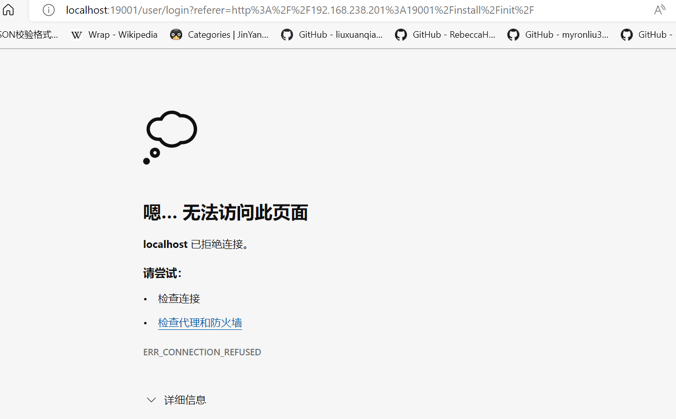 localhost:19001/user/login?referer=http%3A%2F%2F192.168.238.201%3A19001%2Finstall%2Finit%2F
SON校验格式... Wrap - Wikipedia Categories | JinYan... GitHub - liuxuanqia... GitHub - RebeccaH... GitHub - myronliu3... GitHub -
嗯... 无法访问此页面
localhost 已拒绝连接。
请尝试：
• 检查连接
• 检查代理和防火墙
ERR_CONNECTION_REFUSED
详细信息